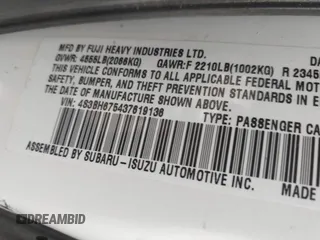 MFD BY: FUJI HEAVY INDUSTRIES LTD. DA
GVWR: 4555LB(2066KG) GAWR:F 2210LB(1002KG) R 2345
THIS VEHICLE CONFORMS TO ALL APPLICABLE FEDERAL MOT
SAFETY, BUMPER, AND THEFT PREVENTION STANDARDS
DATE OF MANUFACTURE SHOWN ABOVE.
VIN: 4S3BH675437619136 TYPE: PASSENGER CA
ASSEMBLED BY SUBARU-ISUZU AUTOMOTIVE INC. MADE IN
DREAMBID